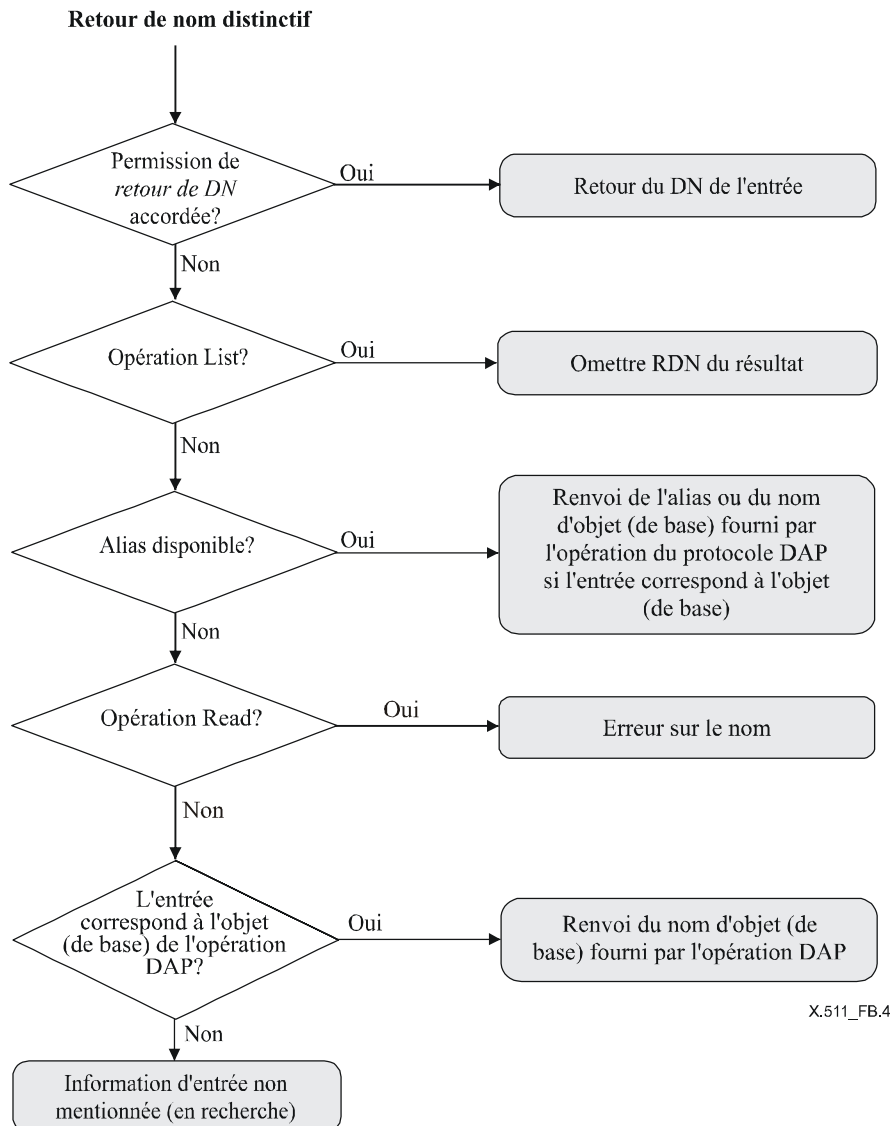 Retour de nom distinctif
Permission de
retour de DN
accordée?
Oui
Retour du DN de l'entrée
Non
Opération List?
Oui
Omettre RDN du résultat
Non
Alias disponible?
Oui
Renvoi de l'alias ou du nom
d'objet (de base) fourni par
l'opération du protocole DAP
si l'entrée correspond à l'objet
(de base)
Non
Opération Read?
Oui
Erreur sur le nom
Non
L'entrée
correspond à l'objet
(de base) de l'opération
DAP?
Oui
Renvoi du nom d'objet (de
base) fourni par l'opération DAP
X.511_FB.4
Non
Information d'entrée non
mentionnée (en recherche)